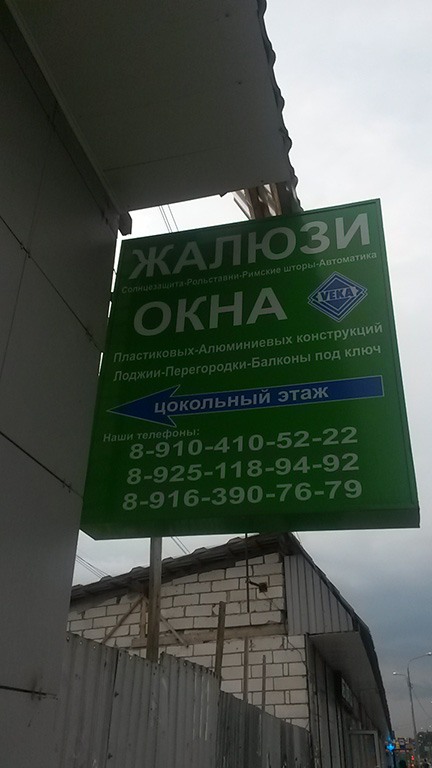 ЖАЛЮЗИ
Солнцезащита-Рольставни-Римские шторы-Автоматика
ОКНА
VEKA
Пластиковых-Алюминиевых конструкций
Лоджии-Перегородки-Балконы под ключ
цокольный этаж
Наши телефоны:
8-910-410-52-22
8-925-118-94-92
8-916-390-76-79